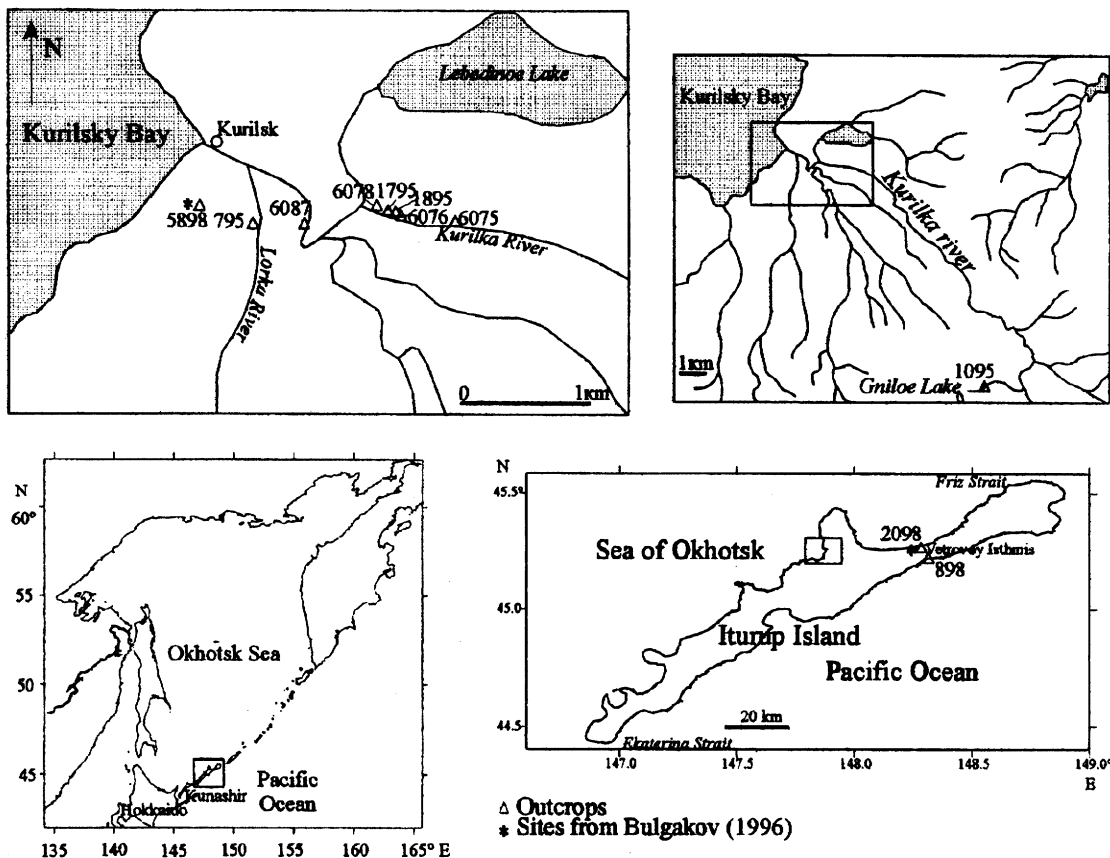 N
Lebedinoe Lake
Kurilsky Bay
Kurilsk
6078 1795
1895
5898 795
6087
6076 6075
Kurilka River
Lorku River
0 1км
Kurilsky Bay
Kurilka river
1км
1095
Gniloe Lake
N
60°
55
50
45
Okhotsk Sea
Pacific
Ocean
Kunashir
Hokkaido
135 140 145 150 155 160 165° E
N
45.5°
45.0
44.5
Friz Strait
2098
Vetrovoy Isthmis
898
Sea of Okhotsk
Iturup Island
Pacific Ocean
20 km
Ekaterina Strait
147.0 147.5 148.0 148.5 149.0°
E
Outcrops
* Sites from Bulgakov (1996)